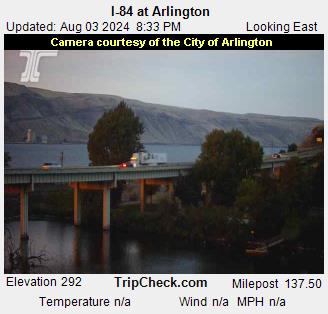 I-84 at Arlington
Updated: Aug 03 2024 8:33 PM Looking East
Camera courtesy of the City of Arlington
Elevation 292 TripCheck.com Milepost 137.50
Temperature n/a Wind n/a MPH n/a